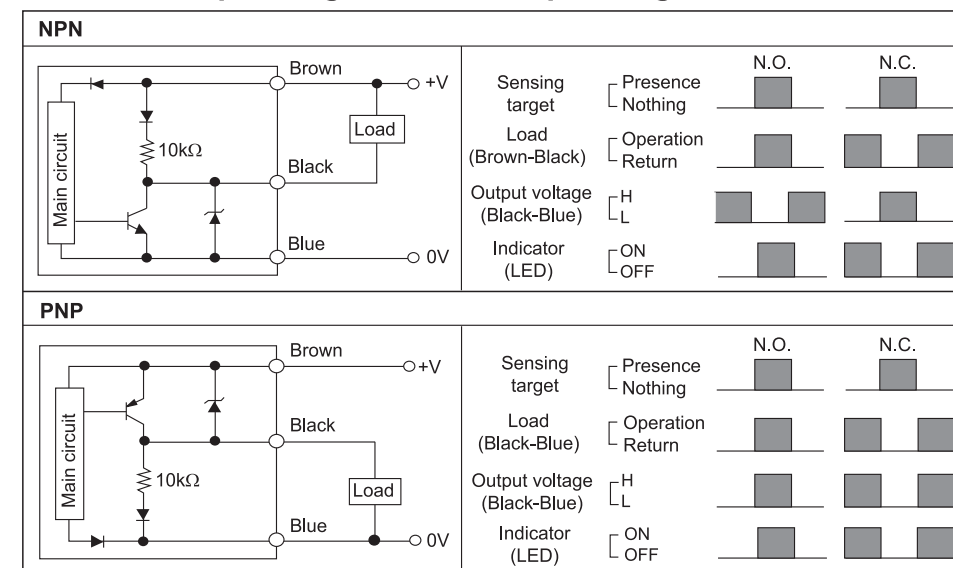 NPN
Main circuit
10kΩ
Brown
+V
Load
Black
Blue
0V
N.O.
N.C.
Sensing
target
Presence
Nothing
Load
(Brown-Black)
Operation
Return
Output voltage
(Black-Blue)
H
L
Indicator
(LED)
ON
OFF
PNP
Main circuit
10kΩ
Brown
+V
Black
Load
Blue
0V
N.O.
N.C.
Sensing
target
Presence
Nothing
Load
(Black-Blue)
Operation
Return
Output voltage
(Black-Blue)
H
L
Indicator
(LED)
ON
OFF